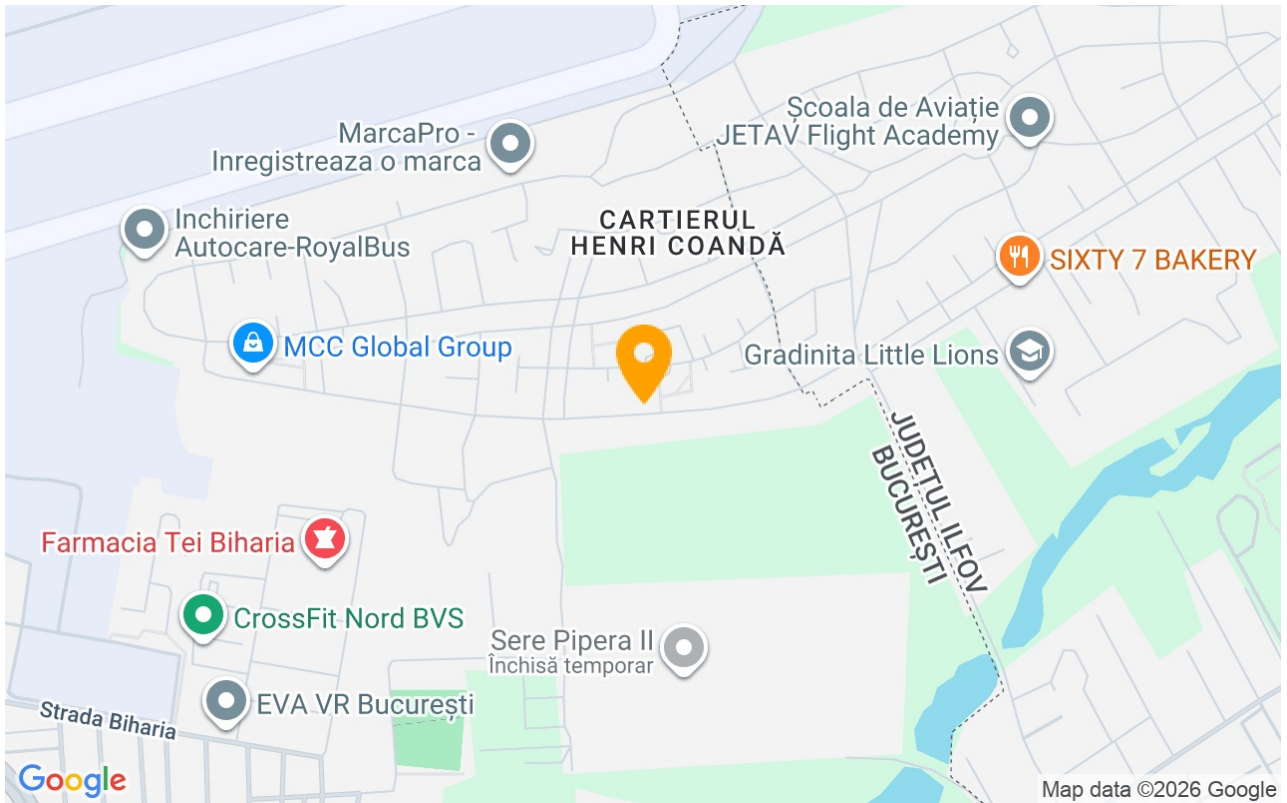 Școala de Aviație
JETAV Flight Academy
MarcaPro -
Inregistreaza o marca
CARTIERUL
HENRI COANDĂ
Inchiriere
Autocare-RoyalBus
SIXTY 7 BAKERY
MCC Global Group
Gradinita Little Lions
JUDEȚUL ILFOV
BUCUREȘTI
Farmacia Tei Biharia
CrossFit Nord BVS
Sere Pipera II
Închisă temporar
EVA VR București
Strada Biharia
Google
Map data ©2026 Google